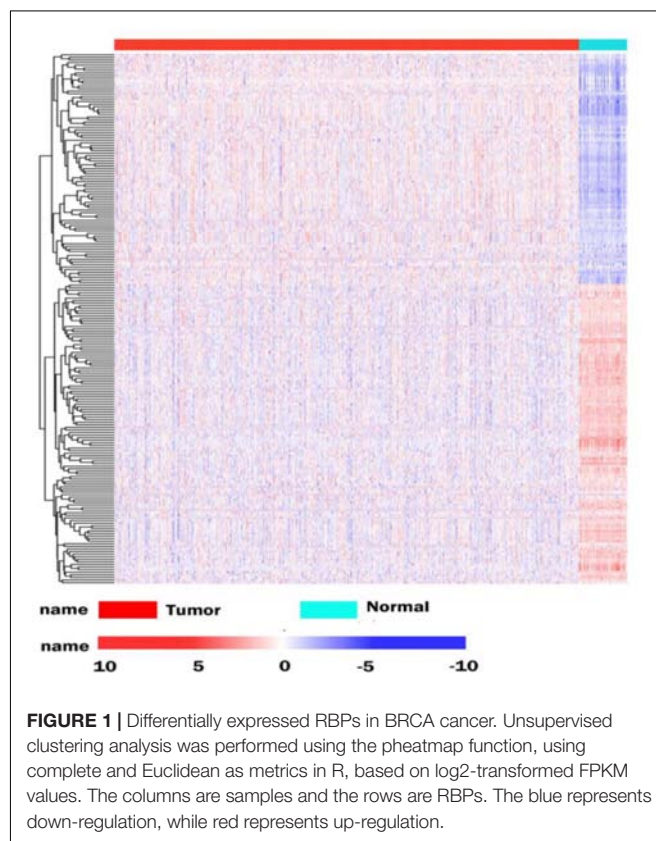 name Tumor Normal
name
10 5 0 -5 -10
FIGURE 1 | Differentially expressed RBPs in BRCA cancer. Unsupervised
clustering analysis was performed using the pheatmap function, using
complete and Euclidean as metrics in R, based on log2-transformed FPKM
values. The columns are samples and the rows are RBPs. The blue represents
down-regulation, while red represents up-regulation.